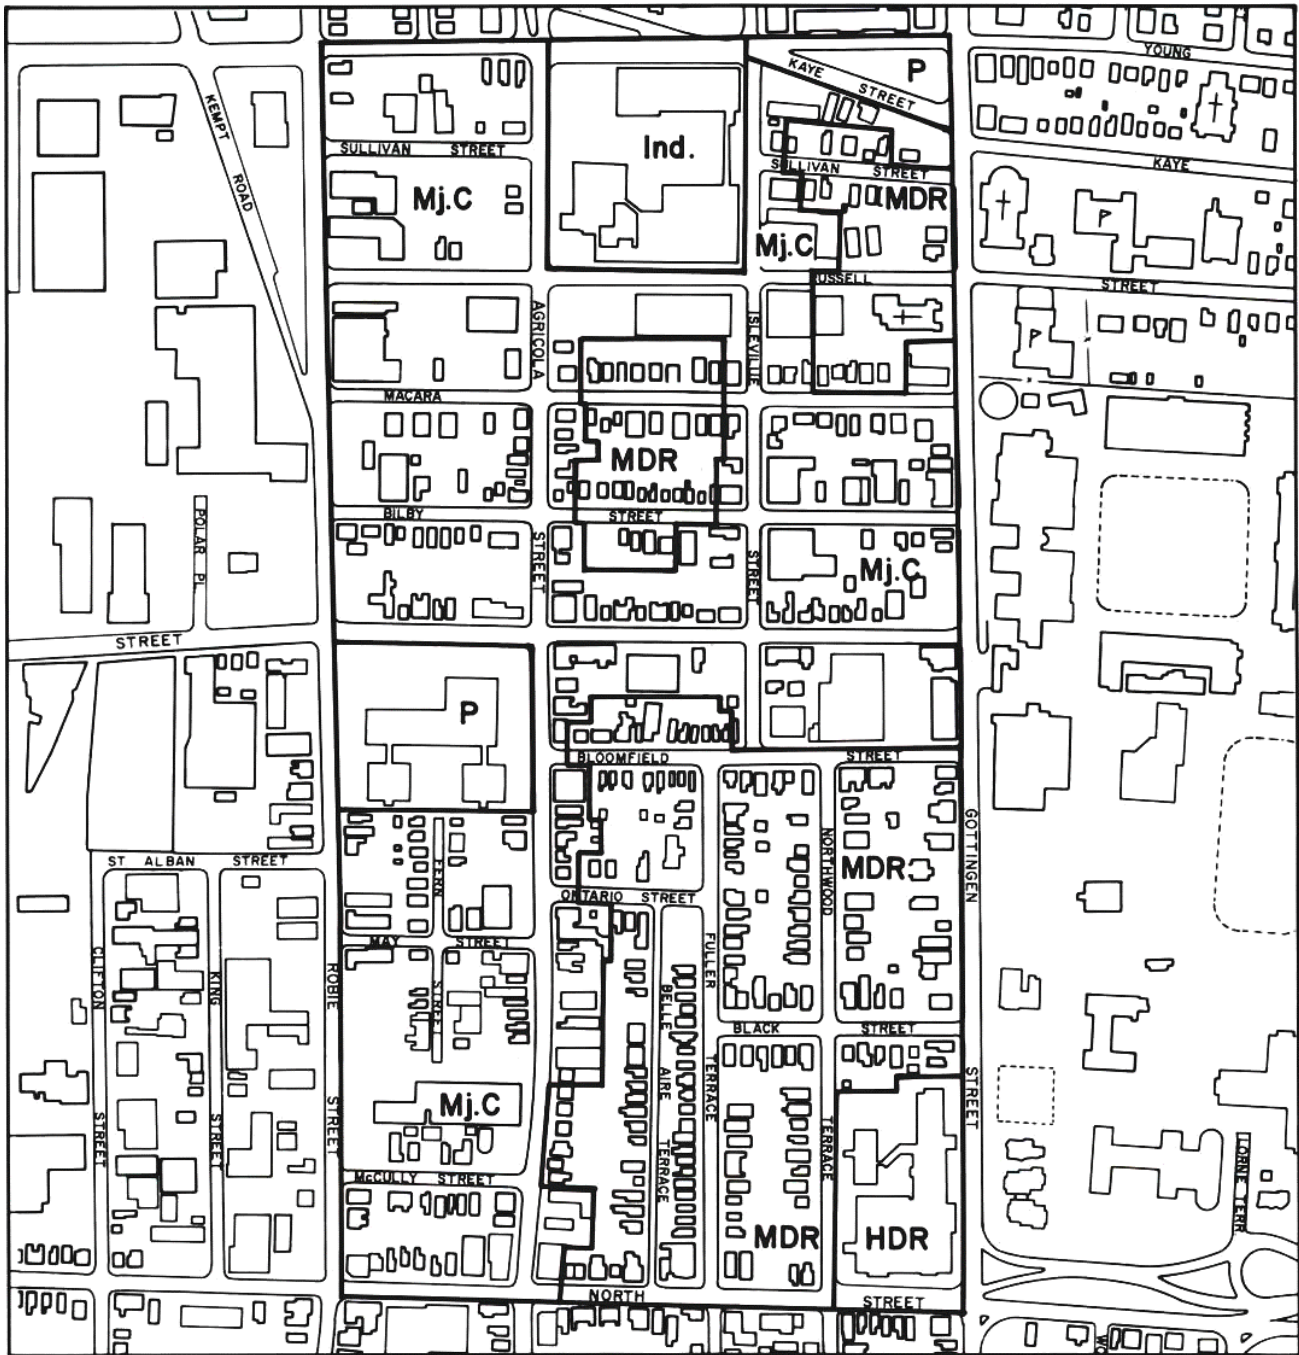 YOUNG
KAYE STREET
P
KEMPT ROAD
Ind.
SULLIVAN STREET
SULLIVAN STREET
KAYE
Mj.C
MDR
P
Mj.C
RUSSELL
STREET
AGRICOLA
ISLEVILLE
P
MACARA
MDR
BILBY
STREET
POLAR PL
STREET
STREET
Mj.C
STREET
P
BLOOMFIELD
STREET
GOTTINGEN
NORTHWOOD
ST ALBAN STREET
FERN
MDR
ONTARIO STREET
MAY STREET
CLIFTON
KING
ROBIE
STREET
FULLER
BELLE
BLACK STREET
AIRE
TERRACE
STREET
Mj.C
STREET
STREET
STREET
TERRACE
TERRACE
LORNE TERR
McCULLY STREET
MDR
HDR
NORTH
STREET